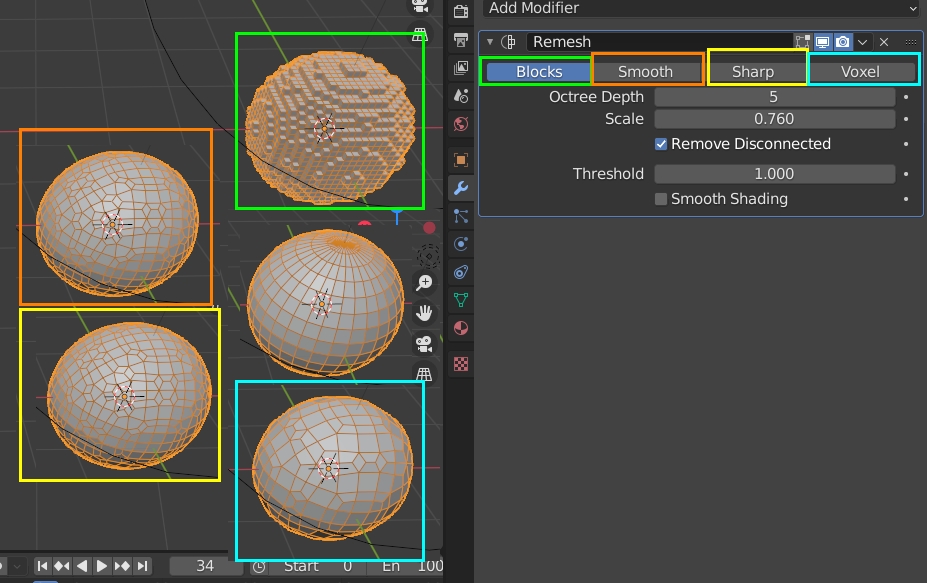 Add Modifier
Remesh
Blocks Smooth Sharp Voxel
Octree Depth 5
Scale 0.760
Remove Disconnected
Threshold 1.000
Smooth Shading
34 Start 0 En 100